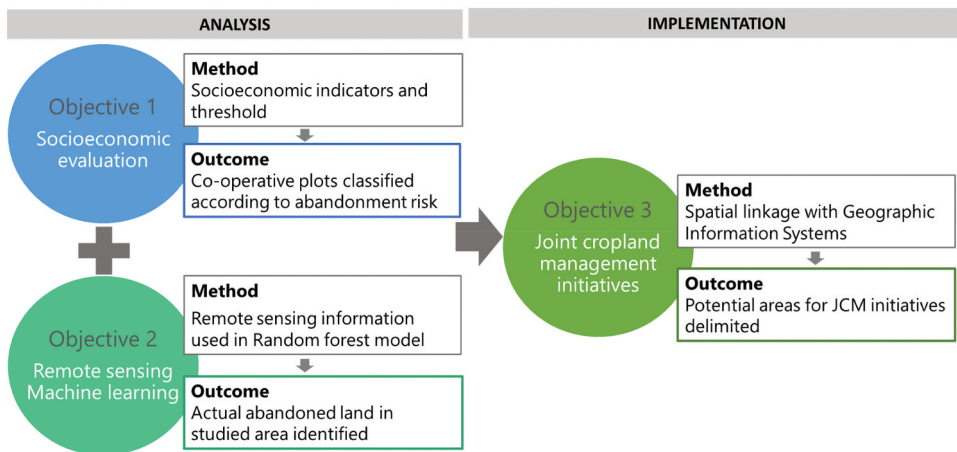 ANALYSIS
IMPLEMENTATION
Objective 1
Socioeconomic
evaluation
Method
Socioeconomic indicators and
threshold
Outcome
Co-operative plots classified
according to abandonment risk
Objective 2
Remote sensing
Machine learning
Method
Remote sensing information
used in Random forest model
Outcome
Actual abandoned land in
studied area identified
Objective 3
Joint cropland
management
initiatives
Method
Spatial linkage with Geographic
Information Systems
Outcome
Potential areas for JCM initiatives
delimited